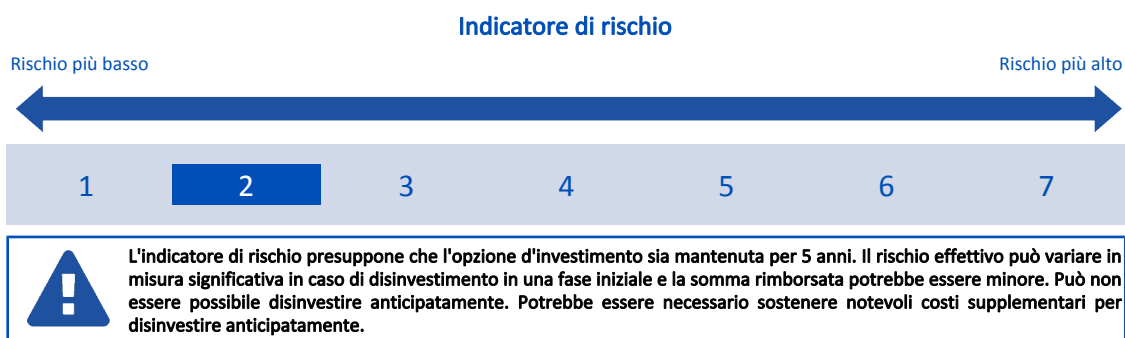 Indicatore di rischio
Rischio più basso
Rischio più alto
1 2 3 4 5 6 7
L'indicatore di rischio presuppone che l'opzione d'investimento sia mantenuta per 5 anni. Il rischio effettivo può variare in
misura significativa in caso di disinvestimento in una fase iniziale e la somma rimborsata potrebbe essere minore. Può non
essere possibile disinvestire anticipatamente. Potrebbe essere necessario sostenere notevoli costi supplementari per
disinvestire anticipatamente.